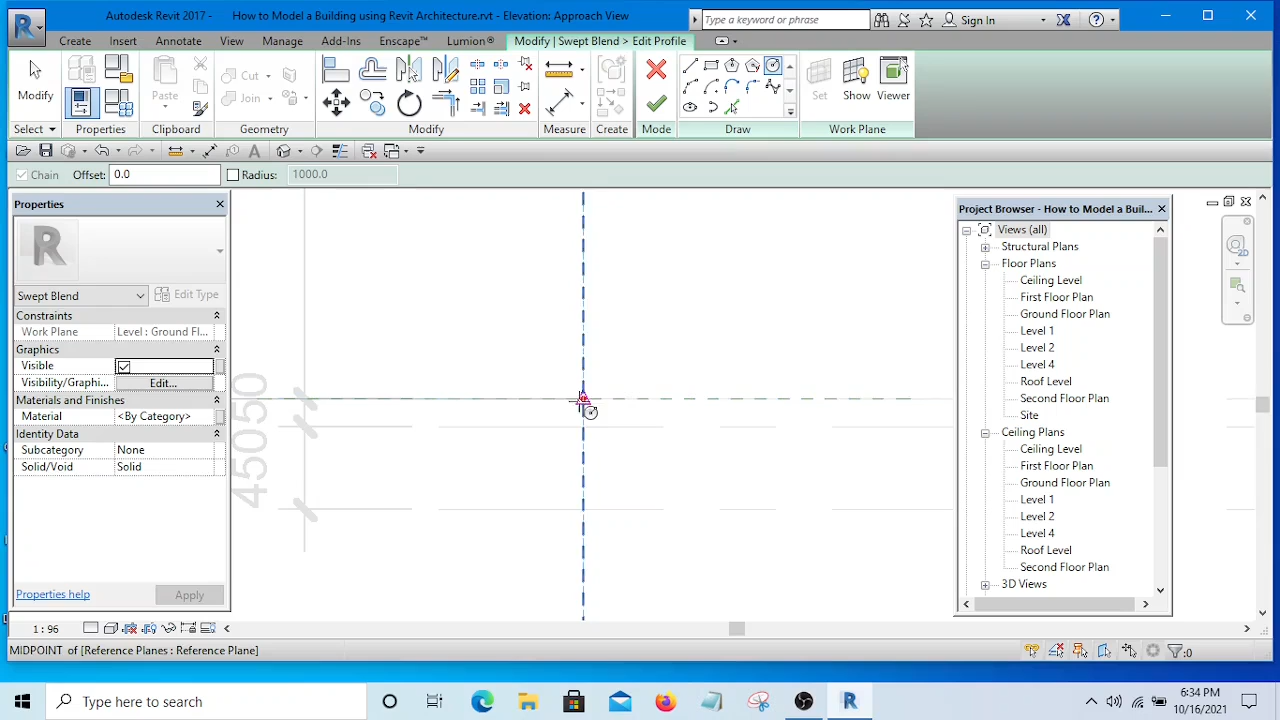 Autodesk Revit 2017 - How to Model a Building using Revit Architecture.rvt - Elevation: Approach View
Type a keyword or phrase
Sign In
Create Insert Annotate View Manage Add-Ins Enscape™ Lumion® Modify | Swept Blend > Edit Profile
Modify Paste Cut Join Set Show Viewer
Select Properties Clipboard Geometry Modify Measure Create Mode Draw Work Plane
Chain Offset: 0.0 Radius: 1000.0
Properties
Swept Blend Edit Type
Constraints
Work Plane Level : Ground Fl...
Graphics
Visible
Visibility/Graphi... Edit...
Materials and Finishes
Material <By Category>
Identity Data
Subcategory None
Solid/Void Solid
Properties help Apply
45050
2D
Project Browser - How to Model a Buil...
Views (all)
Structural Plans
Floor Plans
Ceiling Level
First Floor Plan
Ground Floor Plan
Level 1
Level 2
Level 4
Roof Level
Second Floor Plan
Site
Ceiling Plans
Ceiling Level
First Floor Plan
Ground Floor Plan
Level 1
Level 2
Level 4
Roof Level
Second Floor Plan
3D Views
1 : 96
MIDPOINT of [Reference Planes : Reference Plane]
:0
Type here to search
6:34 PM
10/16/2021